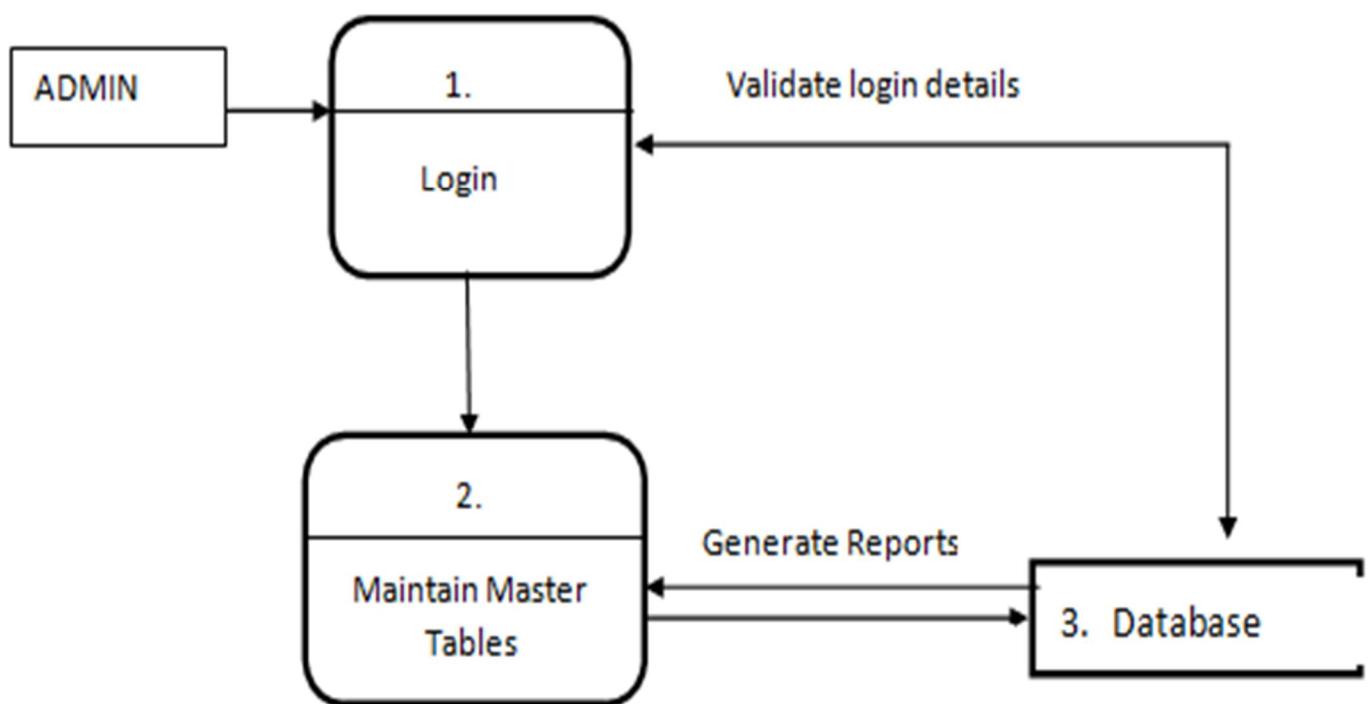 ADMIN
1.
Login
Validate login details
2.
Maintain Master
Tables
Generate Reports
3. Database